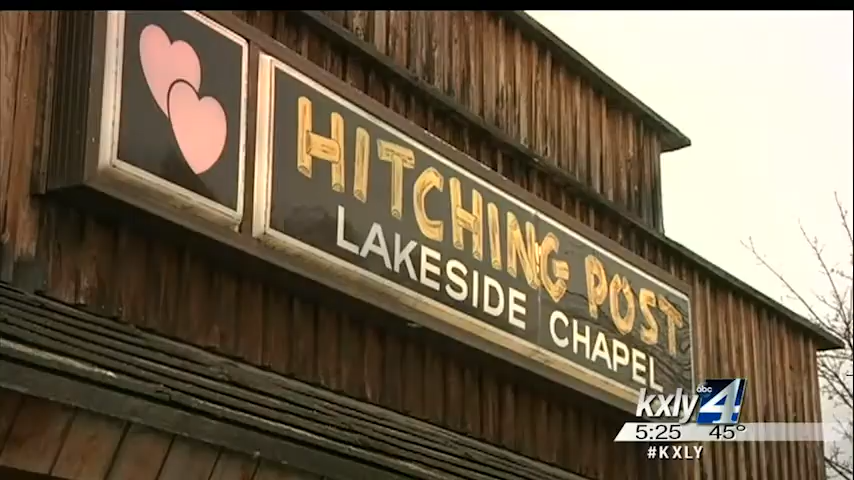 HITCHING POST
LAKESIDE CHAPEL
kxly abc 4
5:25 45°
#KXLY